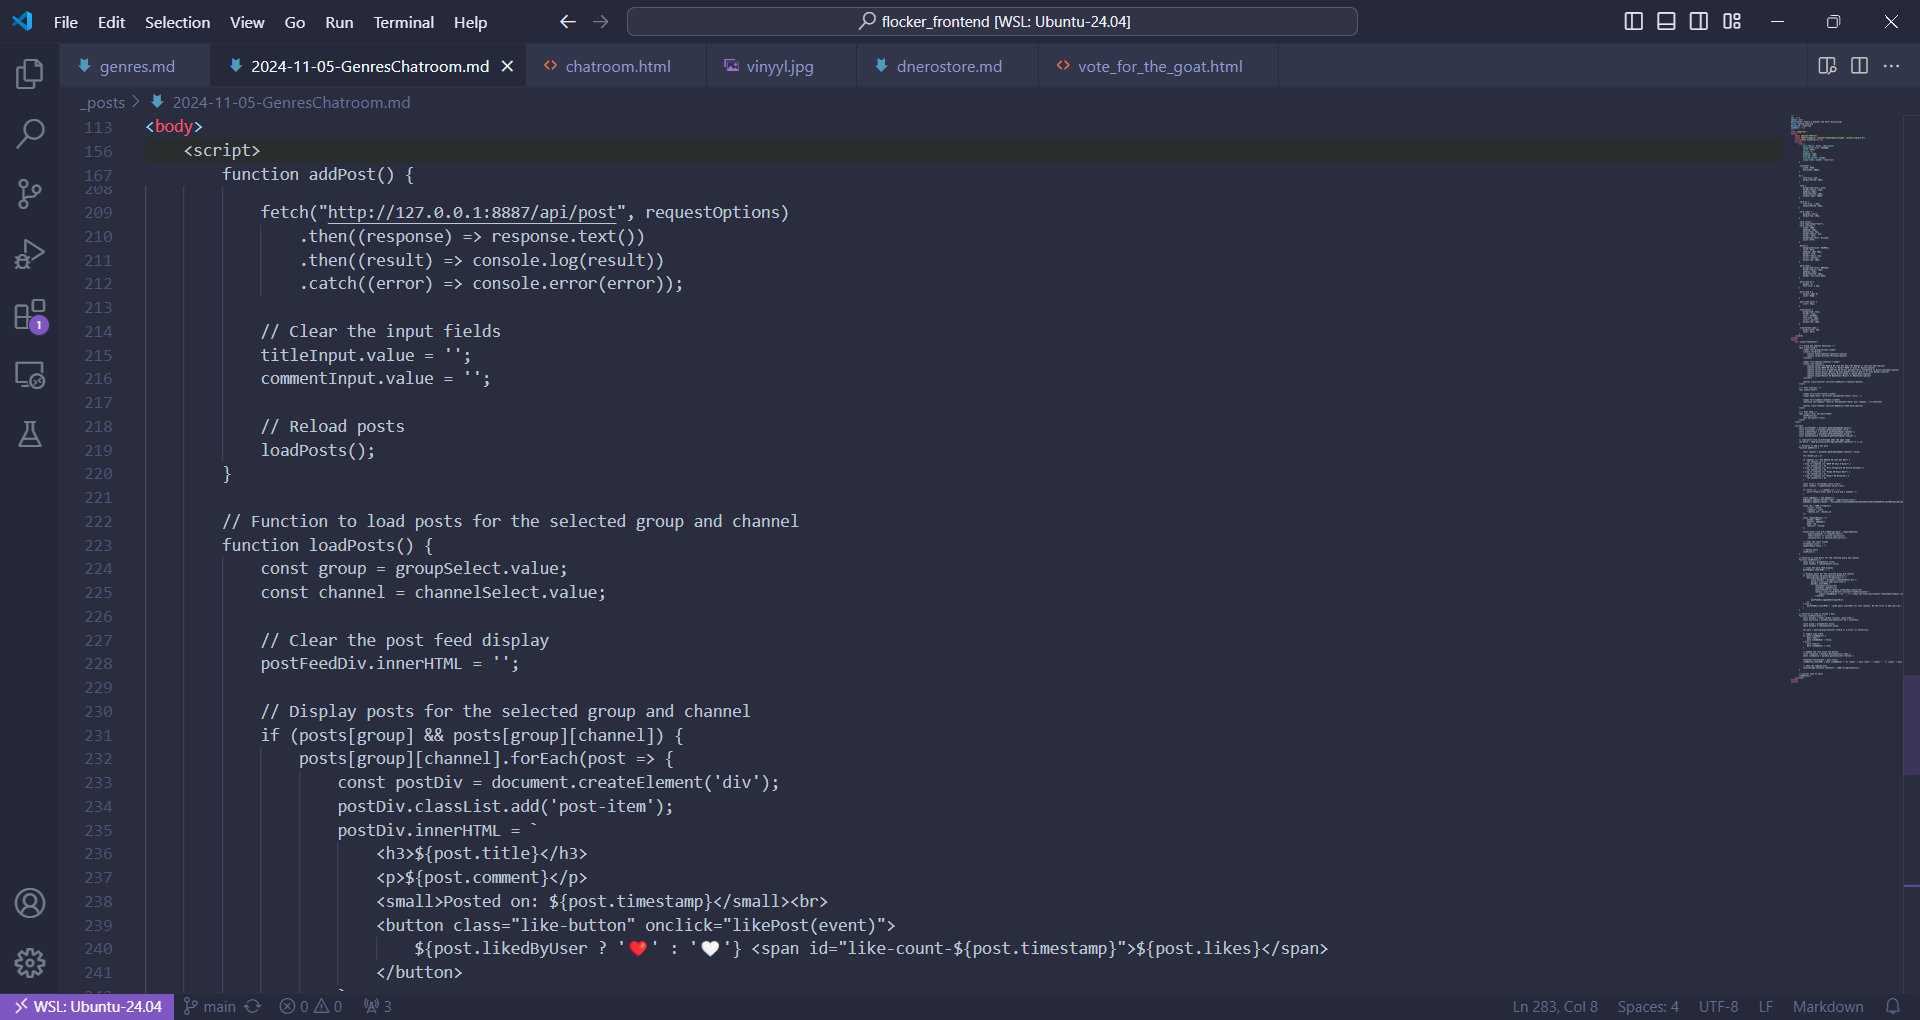 File Edit Selection View Go Run Terminal Help
flocker_frontend [WSL: Ubuntu-24.04]
genres.md 2024-11-05-GenresChatroom.md chatroom.html vinyyl.jpg dnerostore.md vote_for_the_goat.html
_posts > 2024-11-05-GenresChatroom.md
113 <body>
156 <script>
167 function addPost() {
208
209 fetch("http://127.0.0.1:8887/api/post", requestOptions)
210 .then((response) => response.text())
211 .then((result) => console.log(result))
212 .catch((error) => console.error(error));
213
214 // Clear the input fields
215 titleInput.value = '';
216 commentInput.value = '';
217
218 // Reload posts
219 loadPosts();
220 }
221
222 // Function to load posts for the selected group and channel
223 function loadPosts() {
224 const group = groupSelect.value;
225 const channel = channelSelect.value;
226
227 // Clear the post feed display
228 postFeedDiv.innerHTML = '';
229
230 // Display posts for the selected group and channel
231 if (posts[group] && posts[group][channel]) {
232 posts[group][channel].forEach(post => {
233 const postDiv = document.createElement('div');
234 postDiv.classList.add('post-item');
235 postDiv.innerHTML = `
236 <h3>${post.title}</h3>
237 <p>${post.comment}</p>
238 <small>Posted on: ${post.timestamp}</small><br>
239 <button class="like-button" onclick="likePost(event)">
240 ${post.likedByUser ? '❤️' : '🤍'} <span id="like-count-${post.timestamp}">${post.likes}</span>
241 </button>
1
WSL: Ubuntu-24.04 main 0 0 3 Ln 283, Col 8 Spaces: 4 UTF-8 LF Markdown